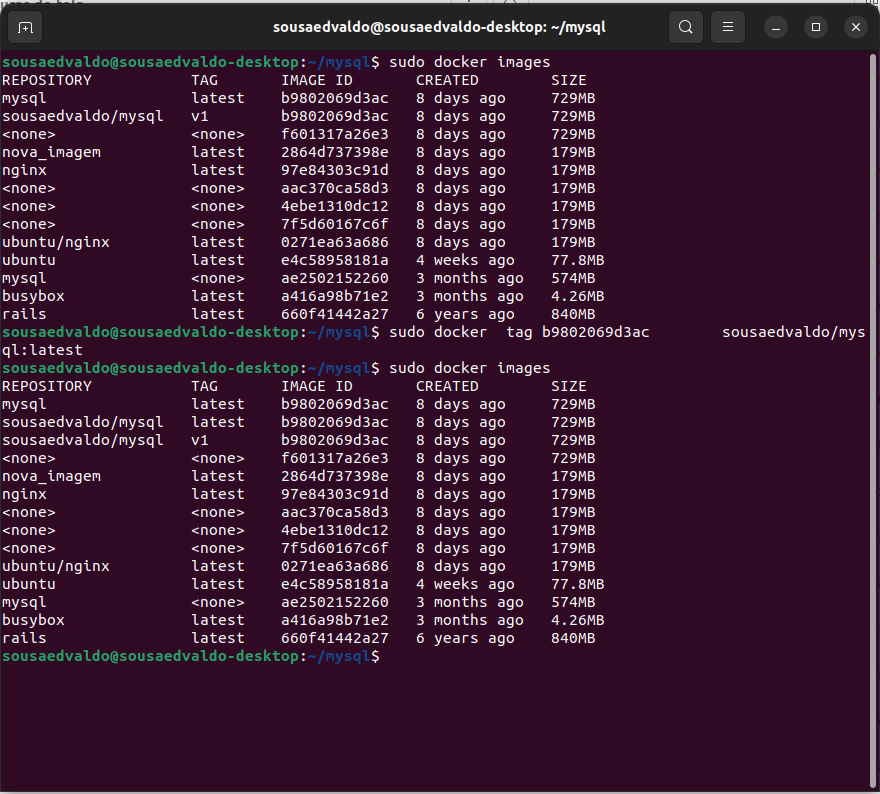 sousaedvaldo@sousaedvaldo-desktop: ~/mysql
sousaedvaldo@sousaedvaldo-desktop:~/mysql$ sudo docker images
REPOSITORY TAG IMAGE ID CREATED SIZE
mysql latest b9802069d3ac 8 days ago 729MB
sousaedvaldo/mysql v1 b9802069d3ac 8 days ago 729MB
<none> <none> f601317a26e3 8 days ago 729MB
nova_imagem latest 2864d737398e 8 days ago 179MB
nginx latest 97e84303c91d 8 days ago 179MB
<none> <none> aac370ca58d3 8 days ago 179MB
<none> <none> 4ebe1310dc12 8 days ago 179MB
<none> <none> 7f5d60167c6f 8 days ago 179MB
ubuntu/nginx latest 0271ea63a686 8 days ago 179MB
ubuntu latest e4c58958181a 4 weeks ago 77.8MB
mysql <none> ae2502152260 3 months ago 574MB
busybox latest a416a98b71e2 3 months ago 4.26MB
rails latest 660f41442a27 6 years ago 840MB
sousaedvaldo@sousaedvaldo-desktop:~/mysql$ sudo docker  tag b9802069d3ac        sousaedvaldo/mys
ql:latest
sousaedvaldo@sousaedvaldo-desktop:~/mysql$ sudo docker images
REPOSITORY TAG IMAGE ID CREATED SIZE
mysql latest b9802069d3ac 8 days ago 729MB
sousaedvaldo/mysql latest b9802069d3ac 8 days ago 729MB
sousaedvaldo/mysql v1 b9802069d3ac 8 days ago 729MB
<none> <none> f601317a26e3 8 days ago 729MB
nova_imagem latest 2864d737398e 8 days ago 179MB
nginx latest 97e84303c91d 8 days ago 179MB
<none> <none> aac370ca58d3 8 days ago 179MB
<none> <none> 4ebe1310dc12 8 days ago 179MB
<none> <none> 7f5d60167c6f 8 days ago 179MB
ubuntu/nginx latest 0271ea63a686 8 days ago 179MB
ubuntu latest e4c58958181a 4 weeks ago 77.8MB
mysql <none> ae2502152260 3 months ago 574MB
busybox latest a416a98b71e2 3 months ago 4.26MB
rails latest 660f41442a27 6 years ago 840MB
sousaedvaldo@sousaedvaldo-desktop:~/mysql$